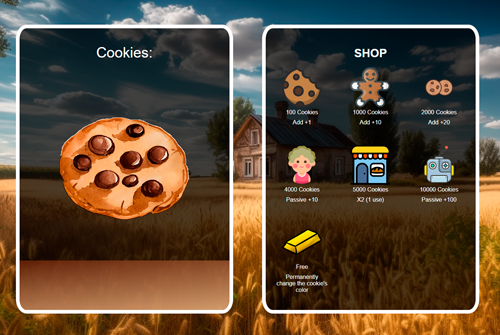 Cookies:
SHOP
100 Cookies
Add +1
1000 Cookies
Add +10
2000 Cookies
Add +20
4000 Cookies
Passive +10
5000 Cookies
X2 (1 use)
10000 Cookies
Passive +100
Free
Permanently
change the cookie's
color